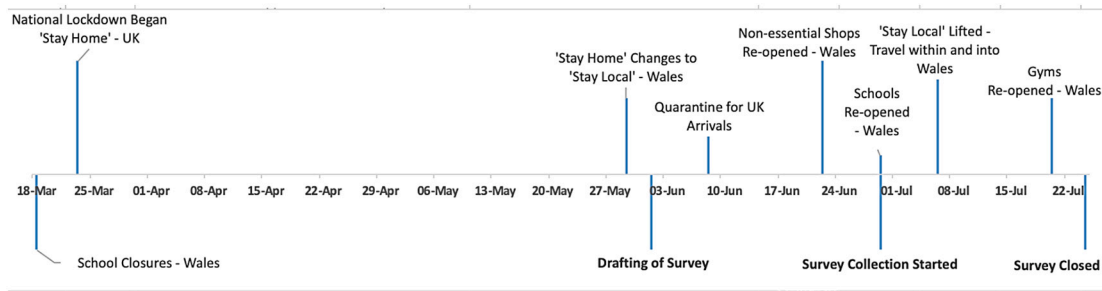 National Lockdown Began
'Stay Home' - UK
'Stay Home' Changes to
'Stay Local' - Wales
Quarantine for UK
Arrivals
Non-essential Shops
Re-opened - Wales
Schools
Re-opened
- Wales
'Stay Local' Lifted -
Travel within and into
Wales
Gyms
Re-opened - Wales
18-Mar 25-Mar 01-Apr 08-Apr 15-Apr 22-Apr 29-Apr 06-May 13-May 20-May 27-May 03-Jun 10-Jun 17-Jun 24-Jun 01-Jul 08-Jul 15-Jul 22-Jul
School Closures - Wales
Drafting of Survey
Survey Collection Started
Survey Closed